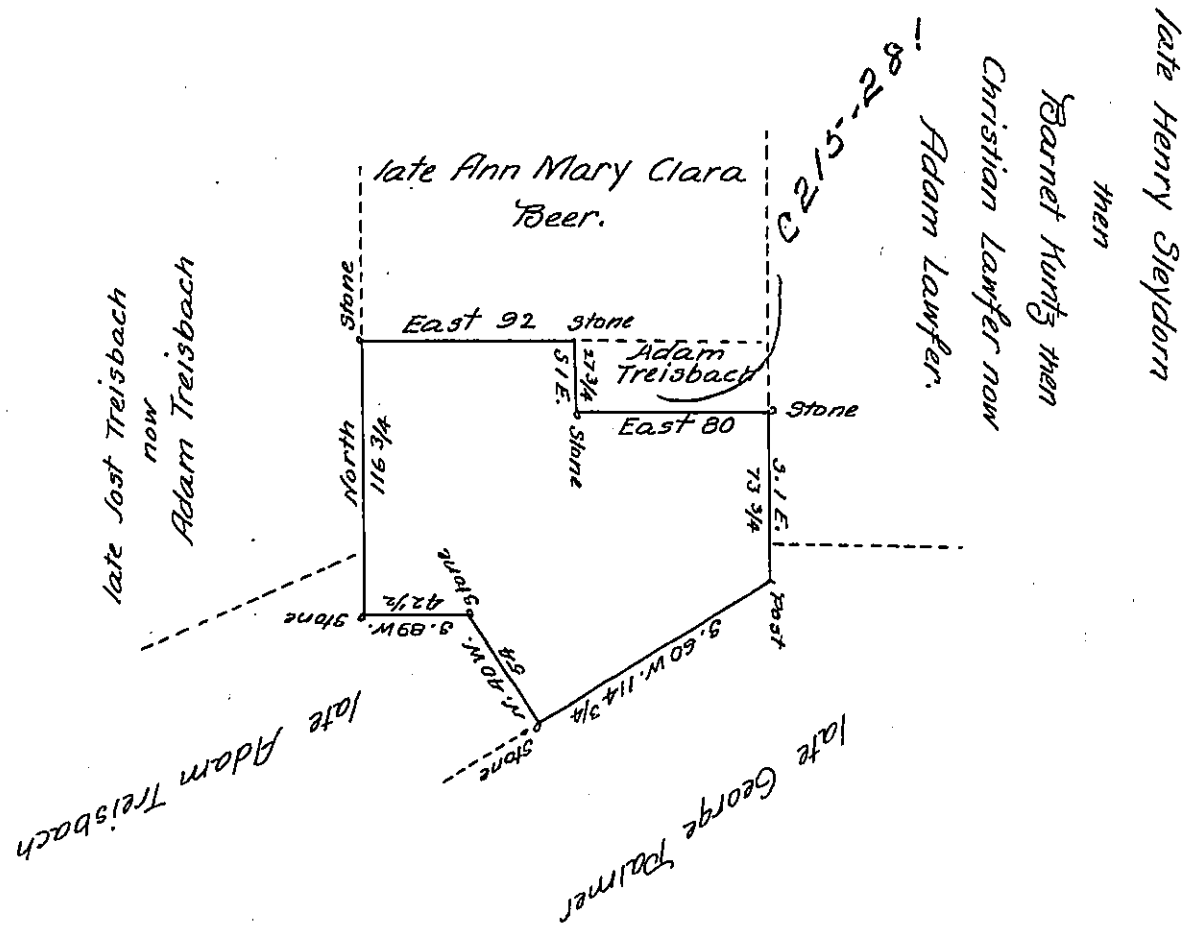 late Henry Sleydorn
then
Barnet Kuntz then
Christian Lawfer now
Adam Lawfer.
C215-28!
late Ann Mary Clara
Beer.
Stone
East 92
Stone
Adam
Treisbach
27 3/4
S 1 E.
East 80
Stone
Stone
late Jost Treisbach
now
Adam Treisbach
North
116 3/4
S. 1 E.
73 3/4
Post
Stone
42 1/2
S. 89 W.
Stone
54
N. 40 W.
S. 60 W. 114 3/4
Stone
late Adam Treisbach
late George Palmer